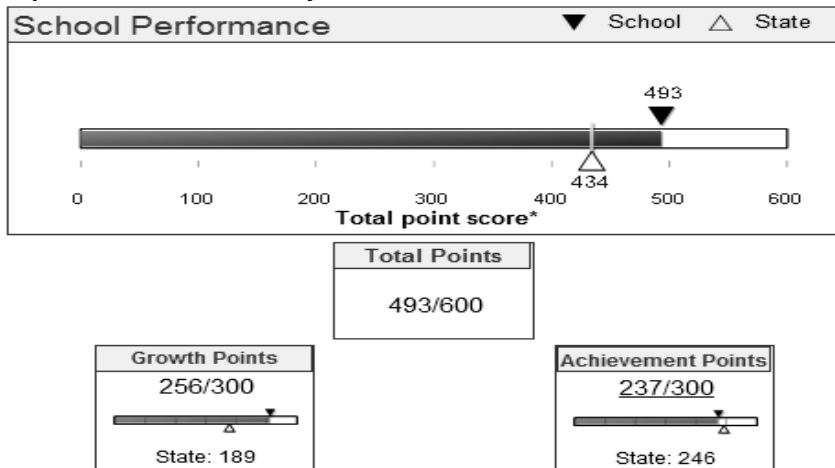 School Performance ▼ School △ State
493
434
0 100 200 300 400 500 600
Total point score*
Total Points
493/600
Growth Points
256/300
State: 189
Achievement Points
237/300
State: 246